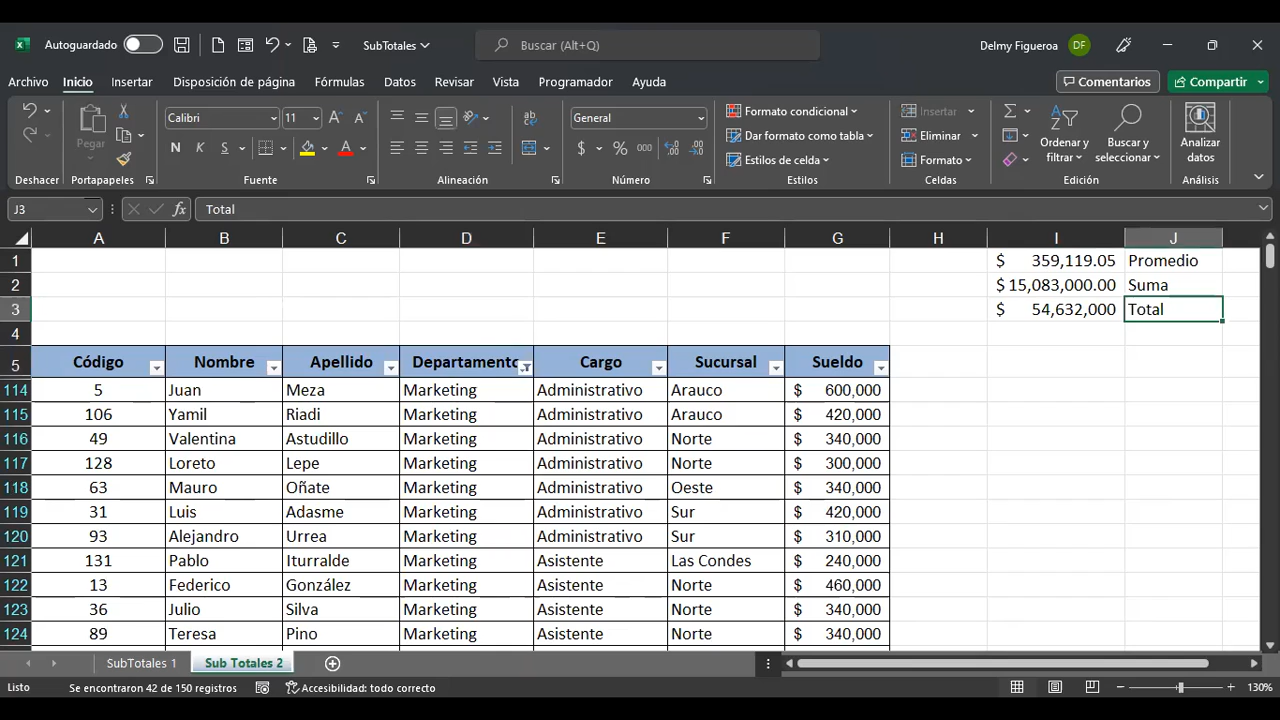 Autoguardado SubTotales Buscar (Alt+Q) Delmy Figueroa DF
Archivo Inicio Insertar Disposición de página Fórmulas Datos Revisar Vista Programador Ayuda Comentarios Compartir
Pegar Calibri 11 N K S ab General $ % 000 Formato condicional Dar formato como tabla Estilos de celda Insertar Eliminar Formato Ordenar y filtrar Buscar y seleccionar Analizar datos
Deshacer Portapapeles Fuente Alineación Número Estilos Celdas Edición Análisis
J3 fx Total
A B C D E F G H I J
1 $ 359,119.05 Promedio
2 $ 15,083,000.00 Suma
3 $ 54,632,000 Total
4
5 Código Nombre Apellido Departamento Cargo Sucursal Sueldo
114 5 Juan Meza Marketing Administrativo Arauco $ 600,000
115 106 Yamil Riadi Marketing Administrativo Arauco $ 420,000
116 49 Valentina Astudillo Marketing Administrativo Norte $ 340,000
117 128 Loreto Lepe Marketing Administrativo Norte $ 300,000
118 63 Mauro Oñate Marketing Administrativo Oeste $ 340,000
119 31 Luis Adasme Marketing Administrativo Sur $ 420,000
120 93 Alejandro Urrea Marketing Administrativo Sur $ 310,000
121 131 Pablo Iturralde Marketing Asistente Las Condes $ 240,000
122 13 Federico González Marketing Asistente Norte $ 460,000
123 36 Julio Silva Marketing Asistente Norte $ 340,000
124 89 Teresa Pino Marketing Asistente Norte $ 340,000
SubTotales 1 Sub Totales 2
Listo Se encontraron 42 de 150 registros Accesibilidad: todo correcto 130%